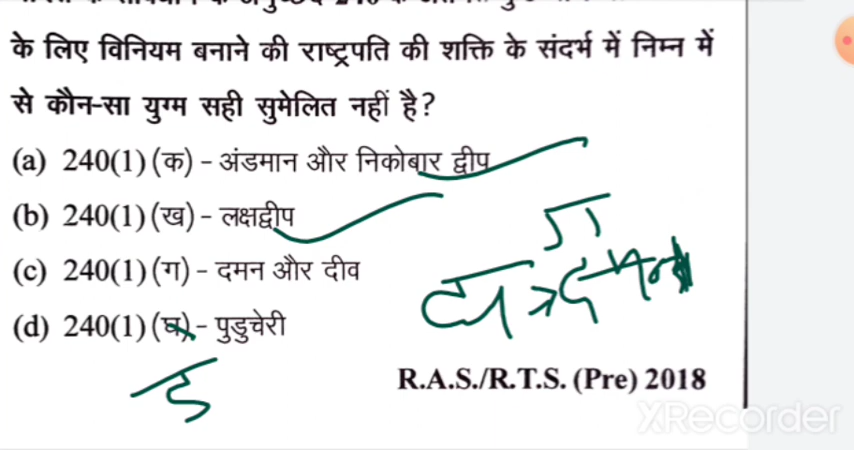 के लिए विनियम बनाने की राष्ट्रपति की शक्ति के संदर्भ में निम्न में
से कौन-सा युग्म सही सुमेलित नहीं है?
(a) 240(1) (क) – अंडमान और निकोबार द्वीप
(b) 240(1) (ख) – लक्षद्वीप
ग
(c) 240(1) (ग) – दमन और दीव
घ → दमन
(d) 240(1) (घ) – पुडुचेरी
ङ
R.A.S./R.T.S. (Pre) 2018
XRecorder